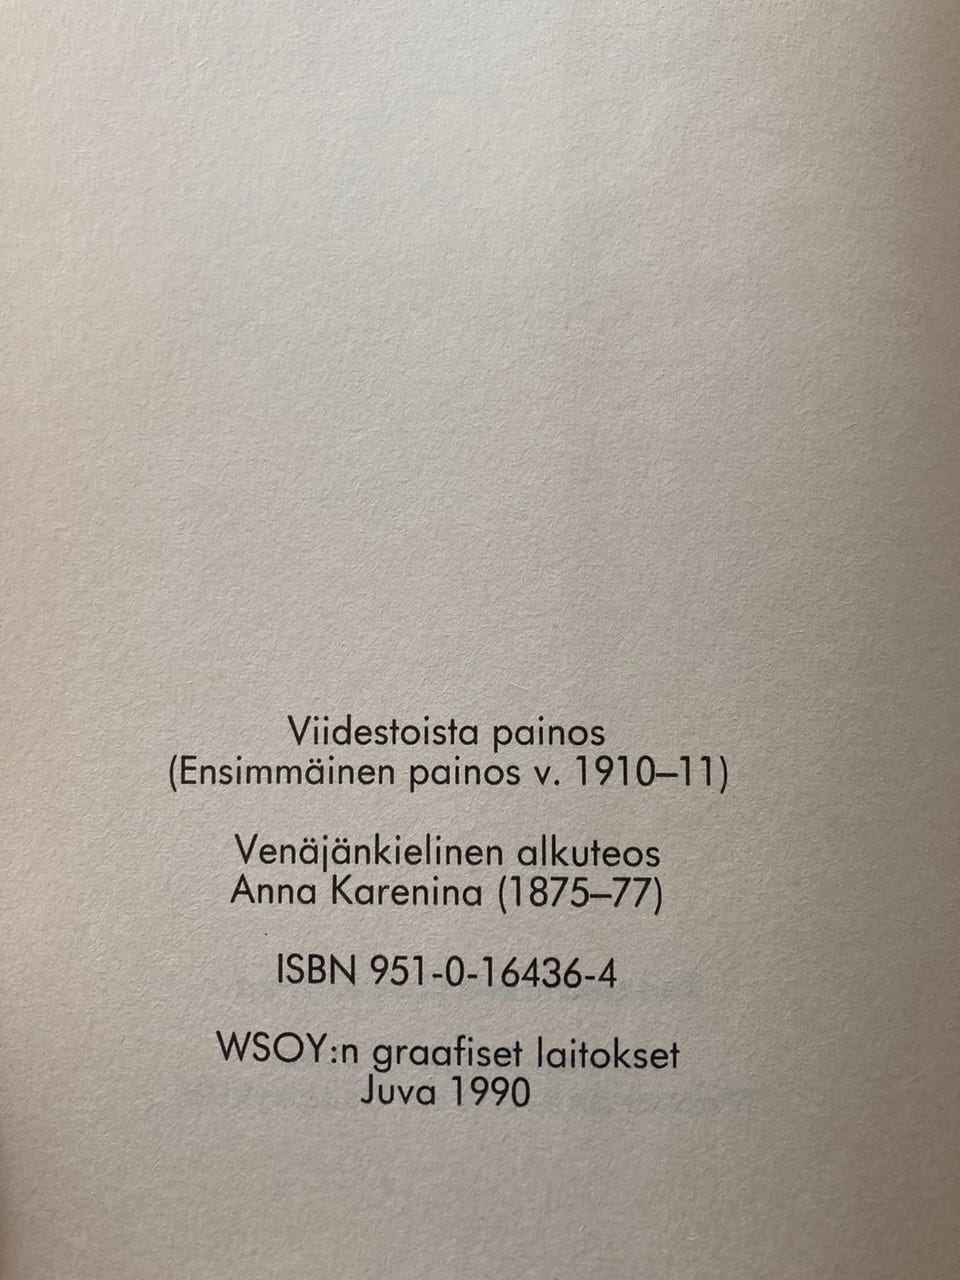 Viidestoista painos
(Ensimmäinen painos v. 1910–11)
Venäjänkielinen alkuteos
Anna Karenina (1875–77)
ISBN 951-0-16436-4
WSOY:n graafiset laitokset
Juva 1990